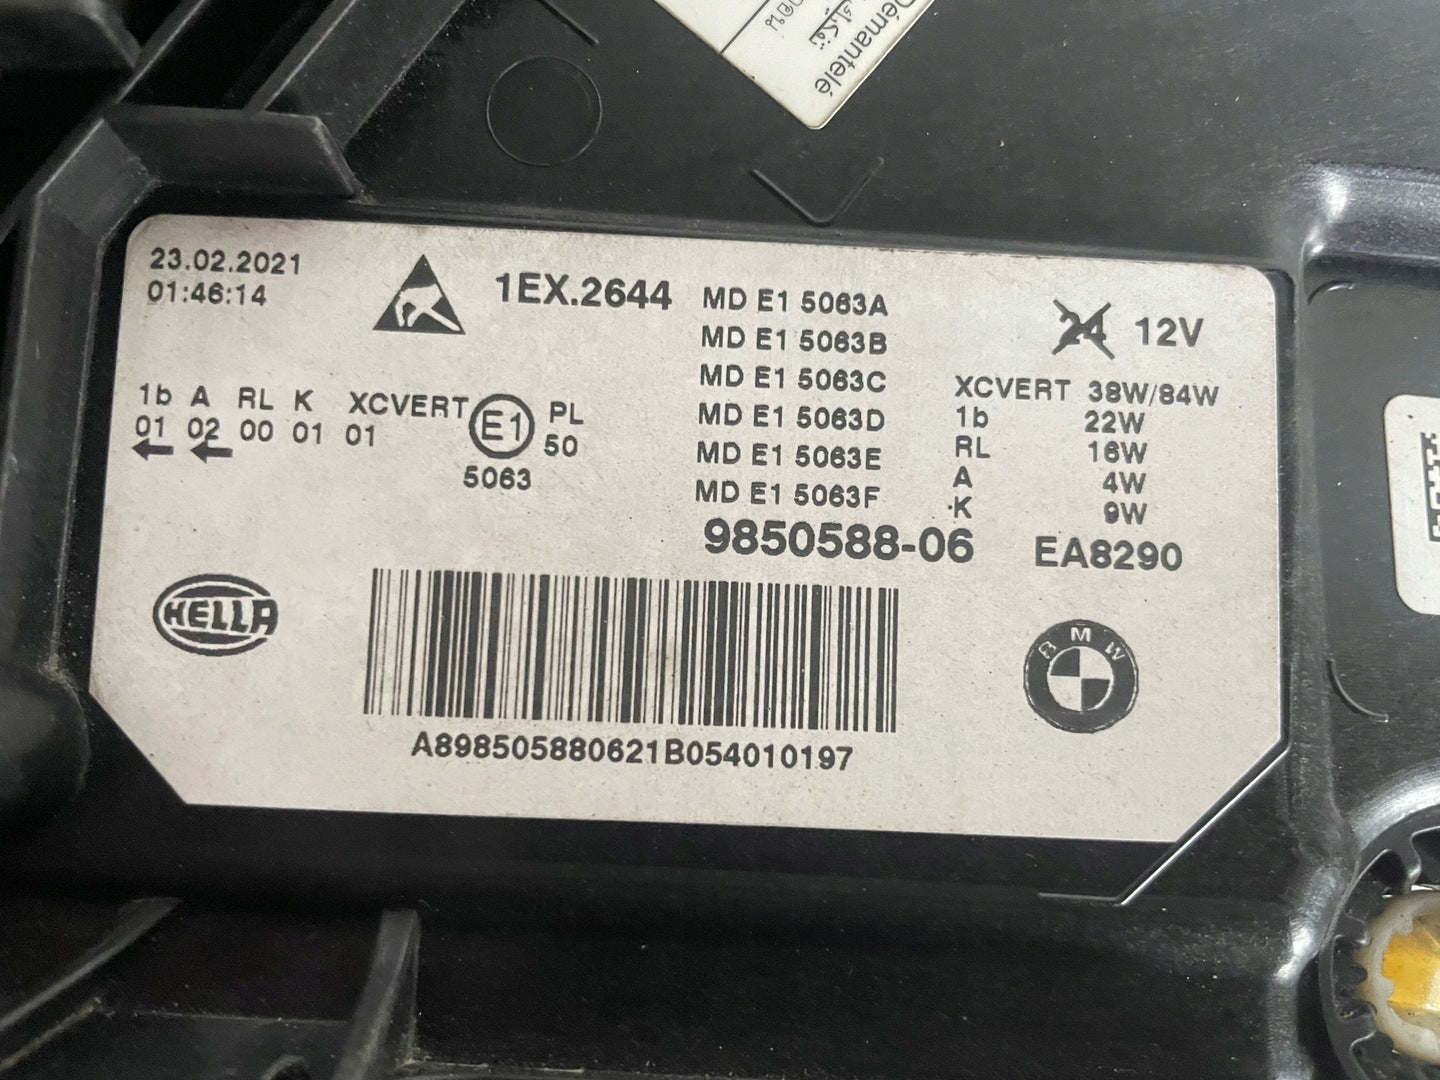 Démantelé
23.02.2021
01:46:14
1EX.2644
MD E1 5063A
MD E1 5063B
MD E1 5063C
MD E1 5063D
MD E1 5063E
MD E1 5063F
24 12V
1b A RL K XCVERT
01 02 00 01 01
E1
PL
50
5063
XCVERT 38W/84W
1b 22W
RL 16W
A 4W
K 9W
9850588-06
EA8290
HELLA
BMW
A898505880621B054010197